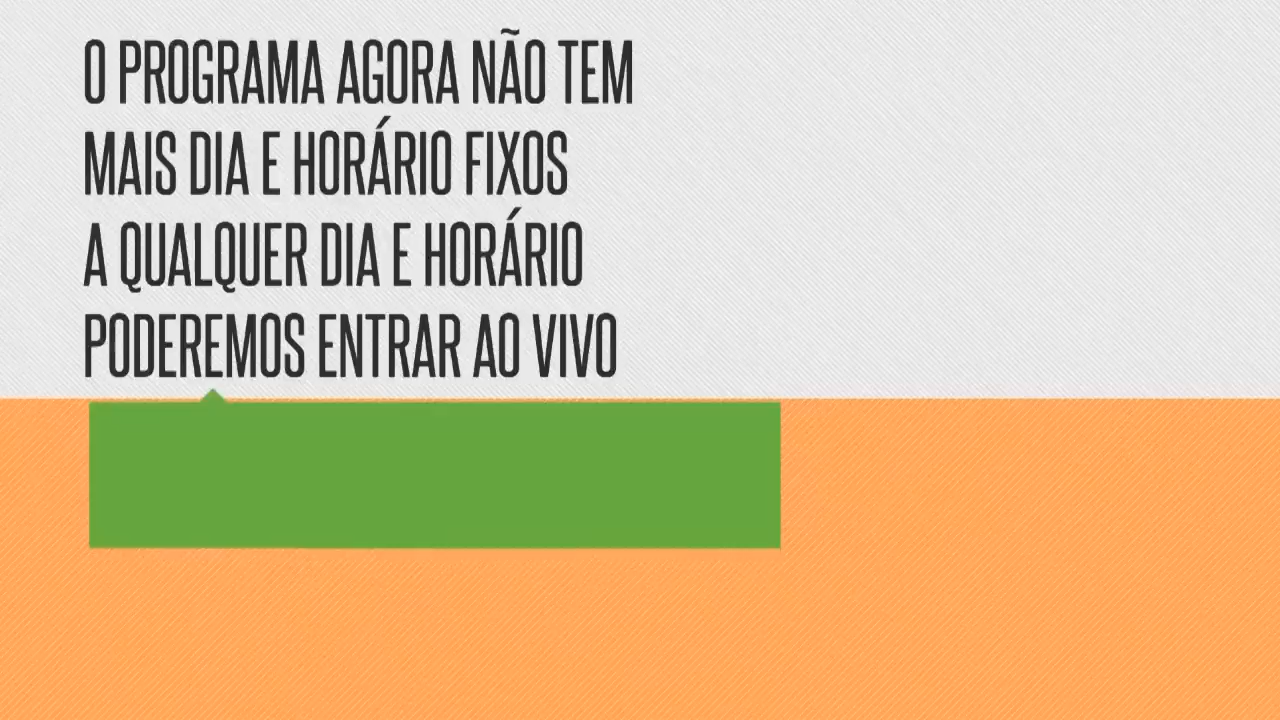 O PROGRAMA AGORA NÃO TEM
MAIS DIA E HORÁRIO FIXOS
A QUALQUER DIA E HORÁRIO
PODEREMOS ENTRAR AO VIVO